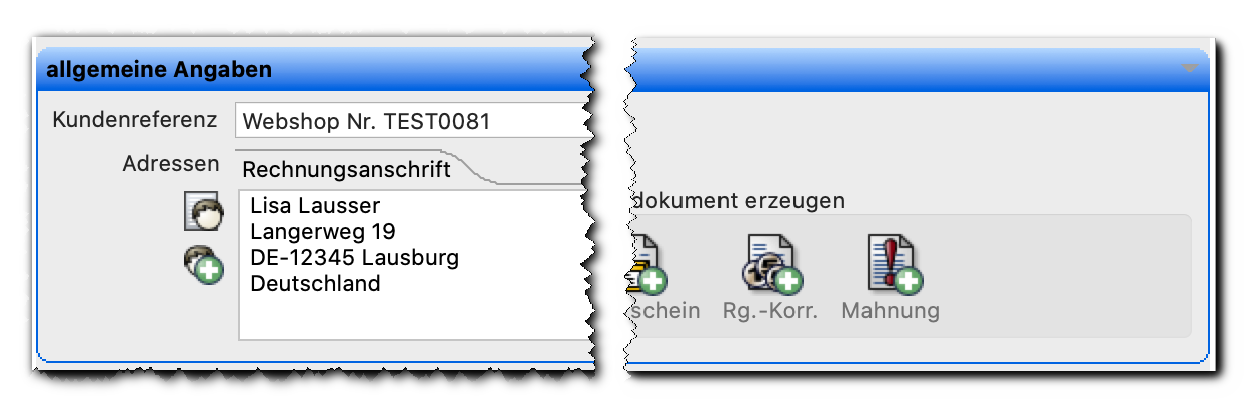 allgemeine Angaben
Kundenreferenz Webshop Nr. TEST0081
Adressen Rechnungsanschrift
Lisa Lausser
Langerweg 19
DE-12345 Lausburg
Deutschland
dokument erzeugen
schein Rg.-Korr. Mahnung